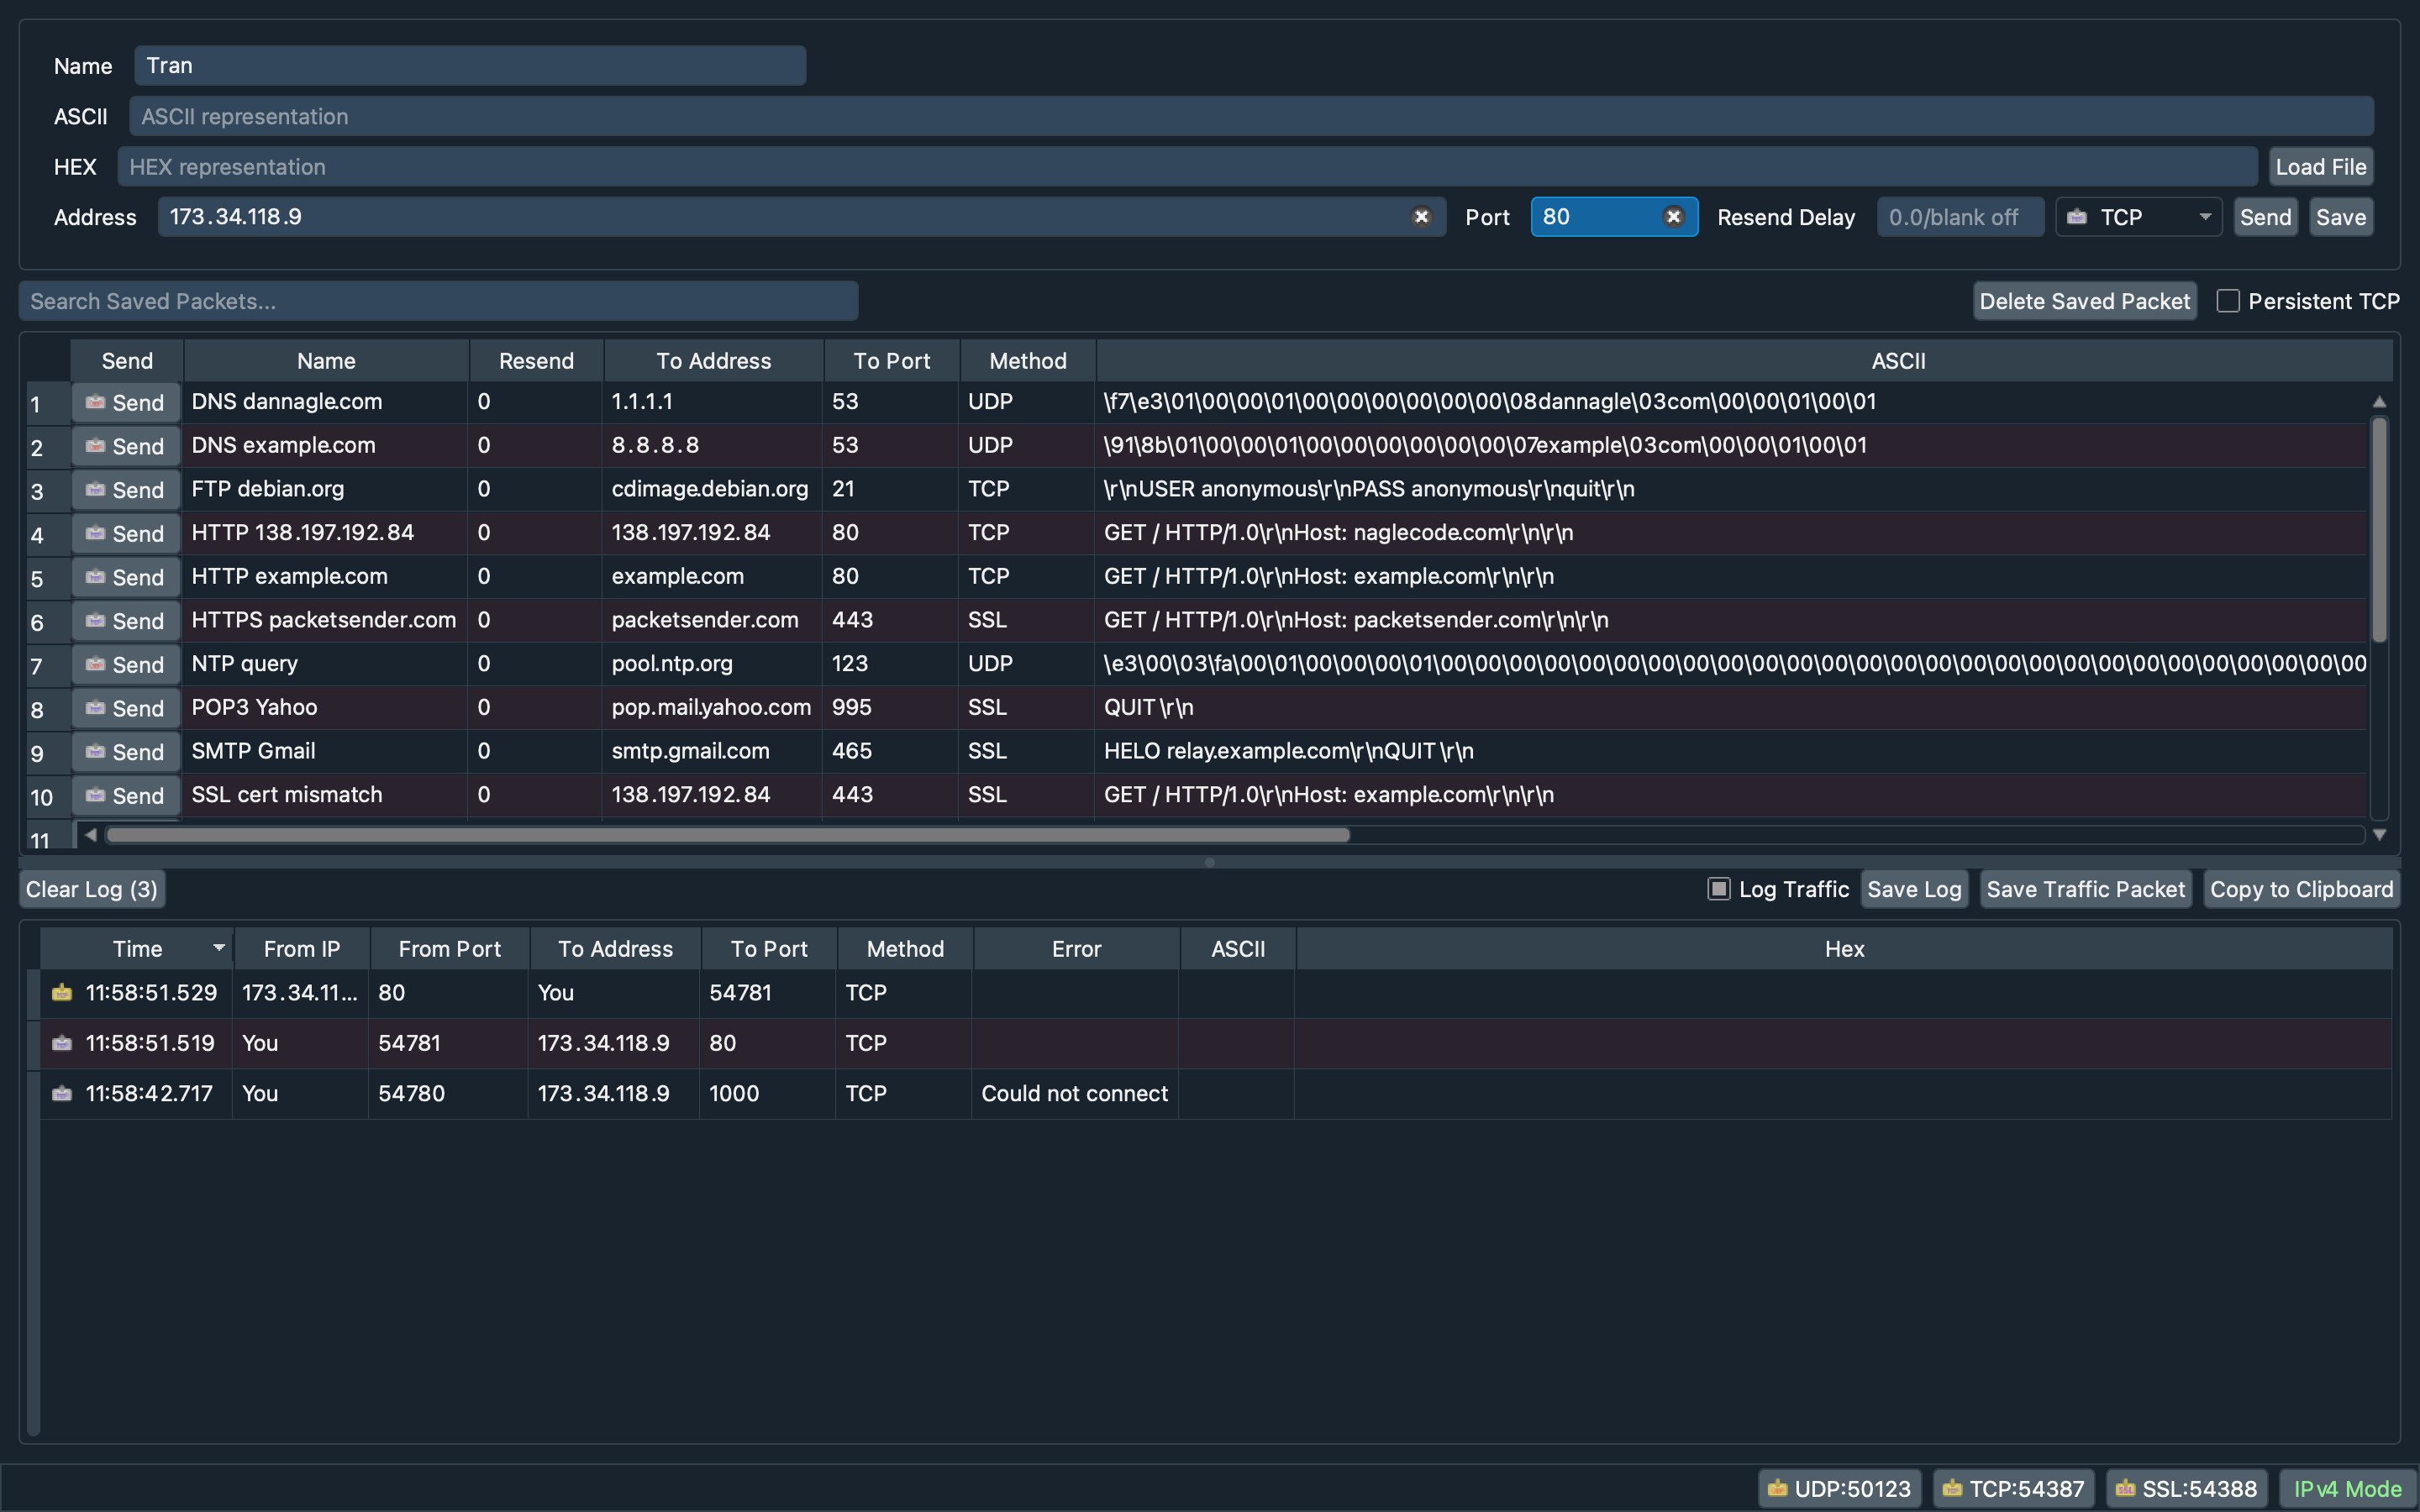 Name Tran
ASCII ASCII representation
HEX HEX representation Load File
Address 173.34.118.9 Port 80 Resend Delay 0.0/blank off TCP Send Save
Search Saved Packets... Delete Saved Packet Persistent TCP
Send Name Resend To Address To Port Method ASCII
1 Send DNS dannagle.com 0 1.1.1.1 53 UDP \f7\e3\01\00\00\01\00\00\00\00\00\00\08dannagle\03com\00\00\01\00\01
2 Send DNS example.com 0 8.8.8.8 53 UDP \91\8b\01\00\00\01\00\00\00\00\00\00\07example\03com\00\00\01\00\01
3 Send FTP debian.org 0 cdimage.debian.org 21 TCP \r\nUSER anonymous\r\nPASS anonymous\r\nquit\r\n
4 Send HTTP 138.197.192.84 0 138.197.192.84 80 TCP GET / HTTP/1.0\r\nHost: naglecode.com\r\n\r\n
5 Send HTTP example.com 0 example.com 80 TCP GET / HTTP/1.0\r\nHost: example.com\r\n\r\n
6 Send HTTPS packetsender.com 0 packetsender.com 443 SSL GET / HTTP/1.0\r\nHost: packetsender.com\r\n\r\n
7 Send NTP query 0 pool.ntp.org 123 UDP \e3\00\03\fa\00\01\00\00\00\01\00\00\00\00\00\00\00\00\00\00\00\00\00\00\00\00\00\00\00\00\00\00\00\00\00\00\00
8 Send POP3 Yahoo 0 pop.mail.yahoo.com 995 SSL QUIT\r\n
9 Send SMTP Gmail 0 smtp.gmail.com 465 SSL HELO relay.example.com\r\nQUIT\r\n
10 Send SSL cert mismatch 0 138.197.192.84 443 SSL GET / HTTP/1.0\r\nHost: example.com\r\n\r\n
11
Clear Log (3) Log Traffic Save Log Save Traffic Packet Copy to Clipboard
Time From IP From Port To Address To Port Method Error ASCII Hex
11:58:51.529 173.34.11... 80 You 54781 TCP
11:58:51.519 You 54781 173.34.118.9 80 TCP
11:58:42.717 You 54780 173.34.118.9 1000 TCP Could not connect
UDP:50123 TCP:54387 SSL:54388 IPv4 Mode